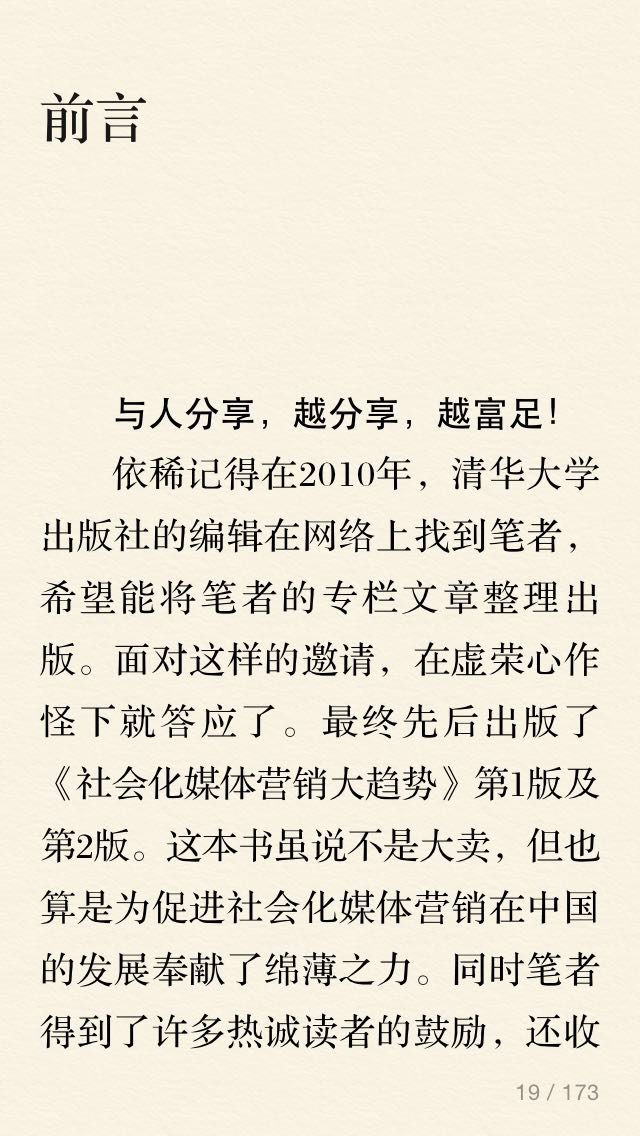 前言
与人分享，越分享，越富足！
依稀记得在2010年，清华大学
出版社的编辑在网络上找到笔者，
希望能将笔者的专栏文章整理出
版。面对这样的邀请，在虚荣心作
怪下就答应了。最终先后出版了
《社会化媒体营销大趋势》第1版及
第2版。这本书虽说不是大卖，但也
算是为促进社会化媒体营销在中国
的发展奉献了绵薄之力。同时笔者
得到了许多热诚读者的鼓励，还收
19 / 173